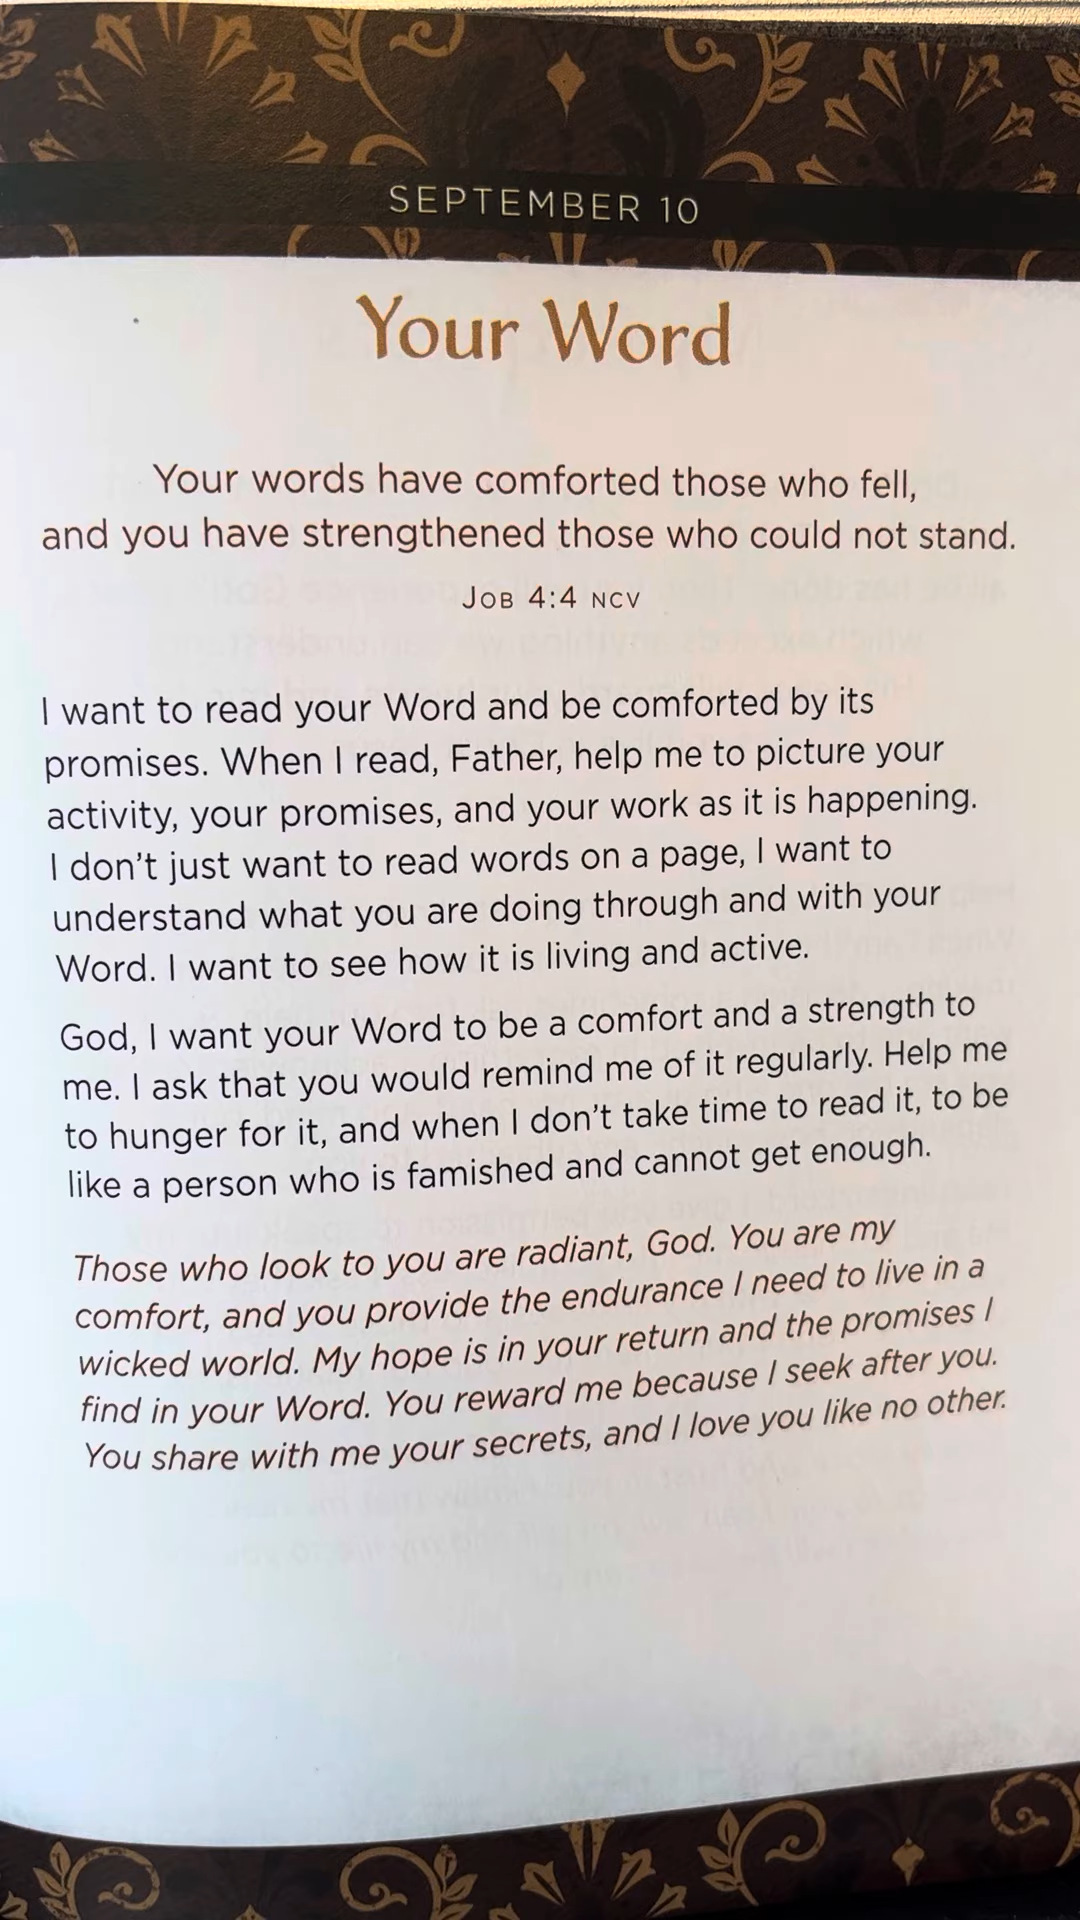 SEPTEMBER 10
Your Word
Your words have comforted those who fell,
and you have strengthened those who could not stand.
JOB 4:4 NCV
I want to read your Word and be comforted by its
promises. When I read, Father, help me to picture your
activity, your promises, and your work as it is happening.
I don't just want to read words on a page, I want to
understand what you are doing through and with your
Word. I want to see how it is living and active.
God, I want your Word to be a comfort and a strength to
me. I ask that you would remind me of it regularly. Help me
to hunger for it, and when I don't take time to read it, to be
like a person who is famished and cannot get enough.
Those who look to you are radiant, God. You are my
comfort, and you provide the endurance I need to live in a
wicked world. My hope is in your return and the promises I
find in your Word. You reward me because I seek after you.
You share with me your secrets, and I love you like no other.